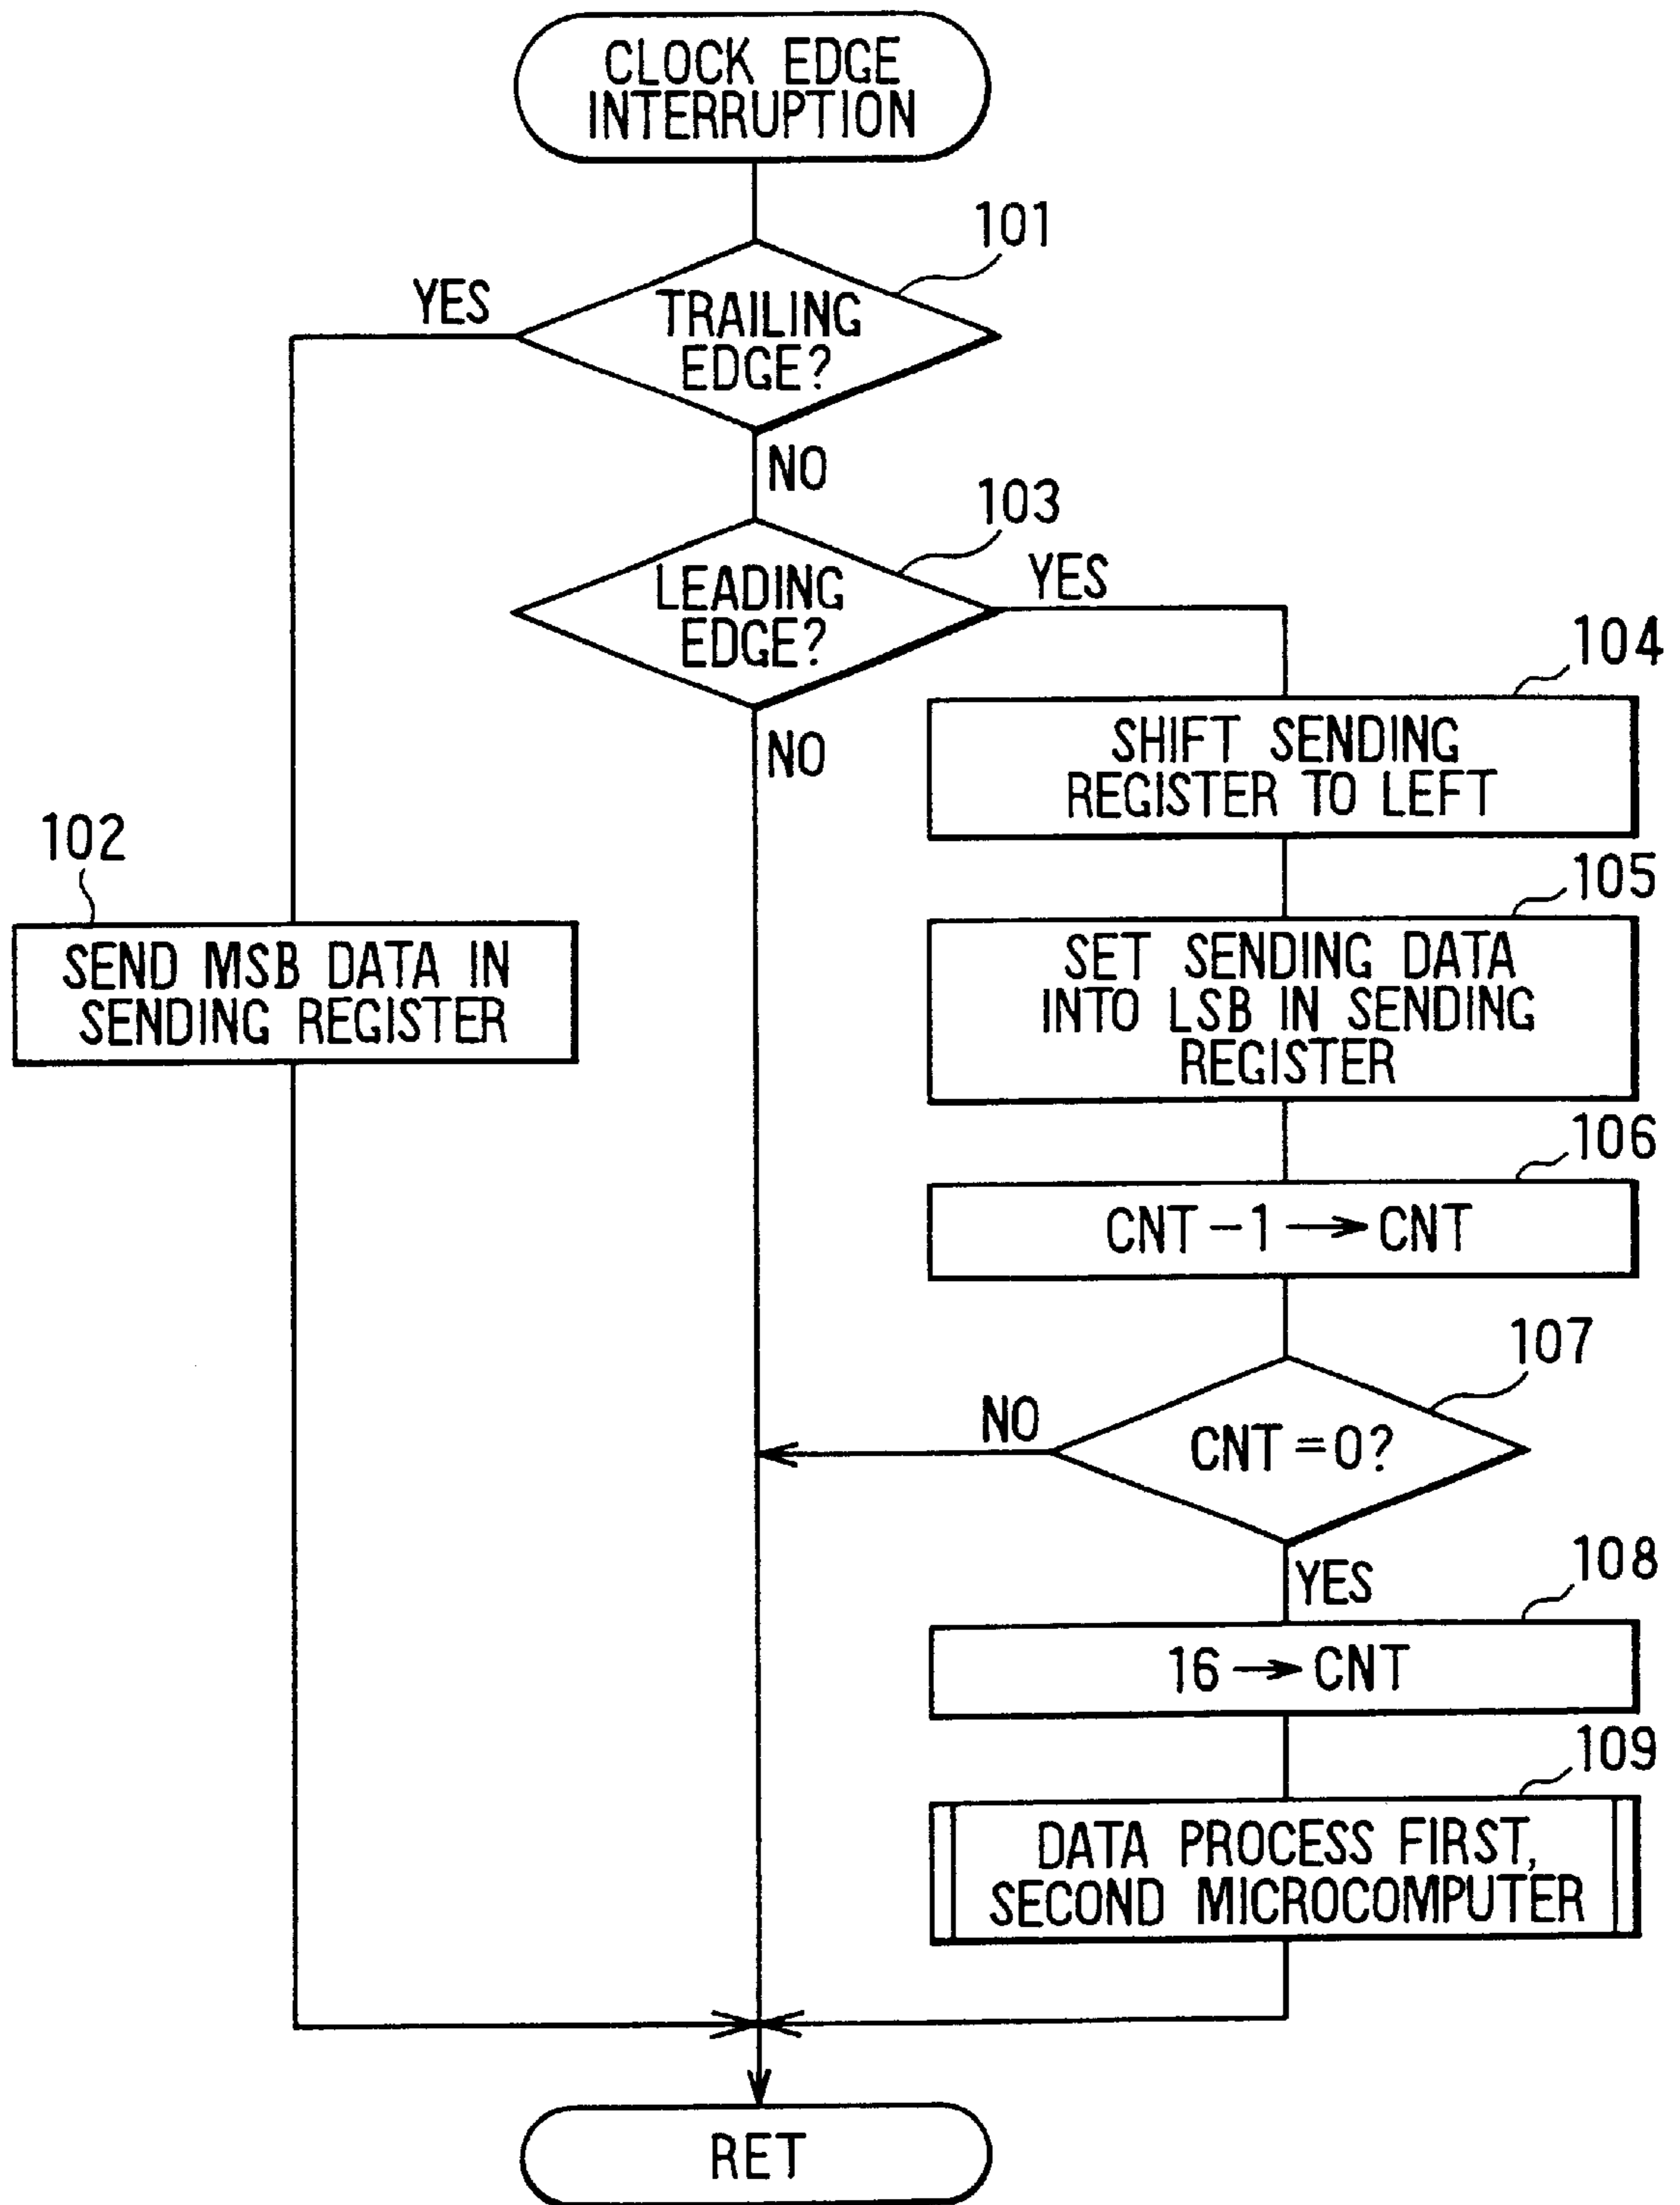 CLOCK EDGE
INTERRUPTION
101
YES
TRAILING
EDGE?
NO
103
LEADING
EDGE?
YES
NO
104
SHIFT SENDING
REGISTER TO LEFT
102
SEND MSB DATA IN
SENDING REGISTER
105
SET SENDING DATA
INTO LSB IN SENDING
REGISTER
106
CNT-1→CNT
107
NO
CNT=0?
YES
108
16→CNT
109
DATA PROCESS FIRST,
SECOND MICROCOMPUTER
RET